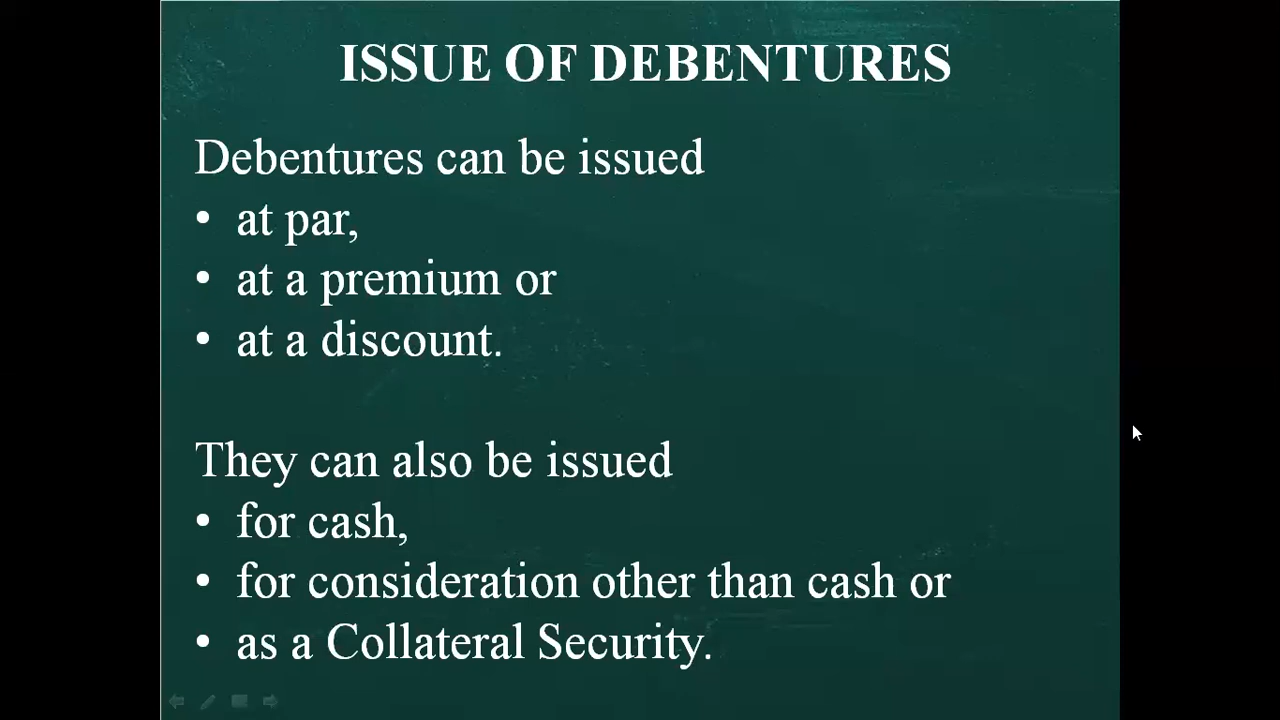 ISSUE OF DEBENTURES
Debentures can be issued
• at par,
• at a premium or
• at a discount.
They can also be issued
• for cash,
• for consideration other than cash or
• as a Collateral Security.